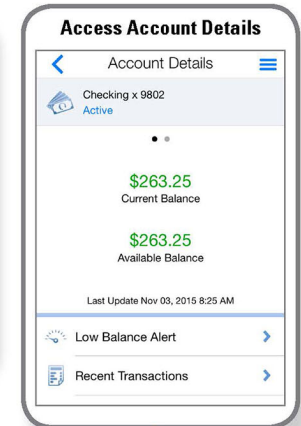 Access Account Details
Account Details
Checking x 9802
Active
$263.25
Current Balance
$263.25
Available Balance
Last Update Nov 03, 2015 8:25 AM
Low Balance Alert
Recent Transactions